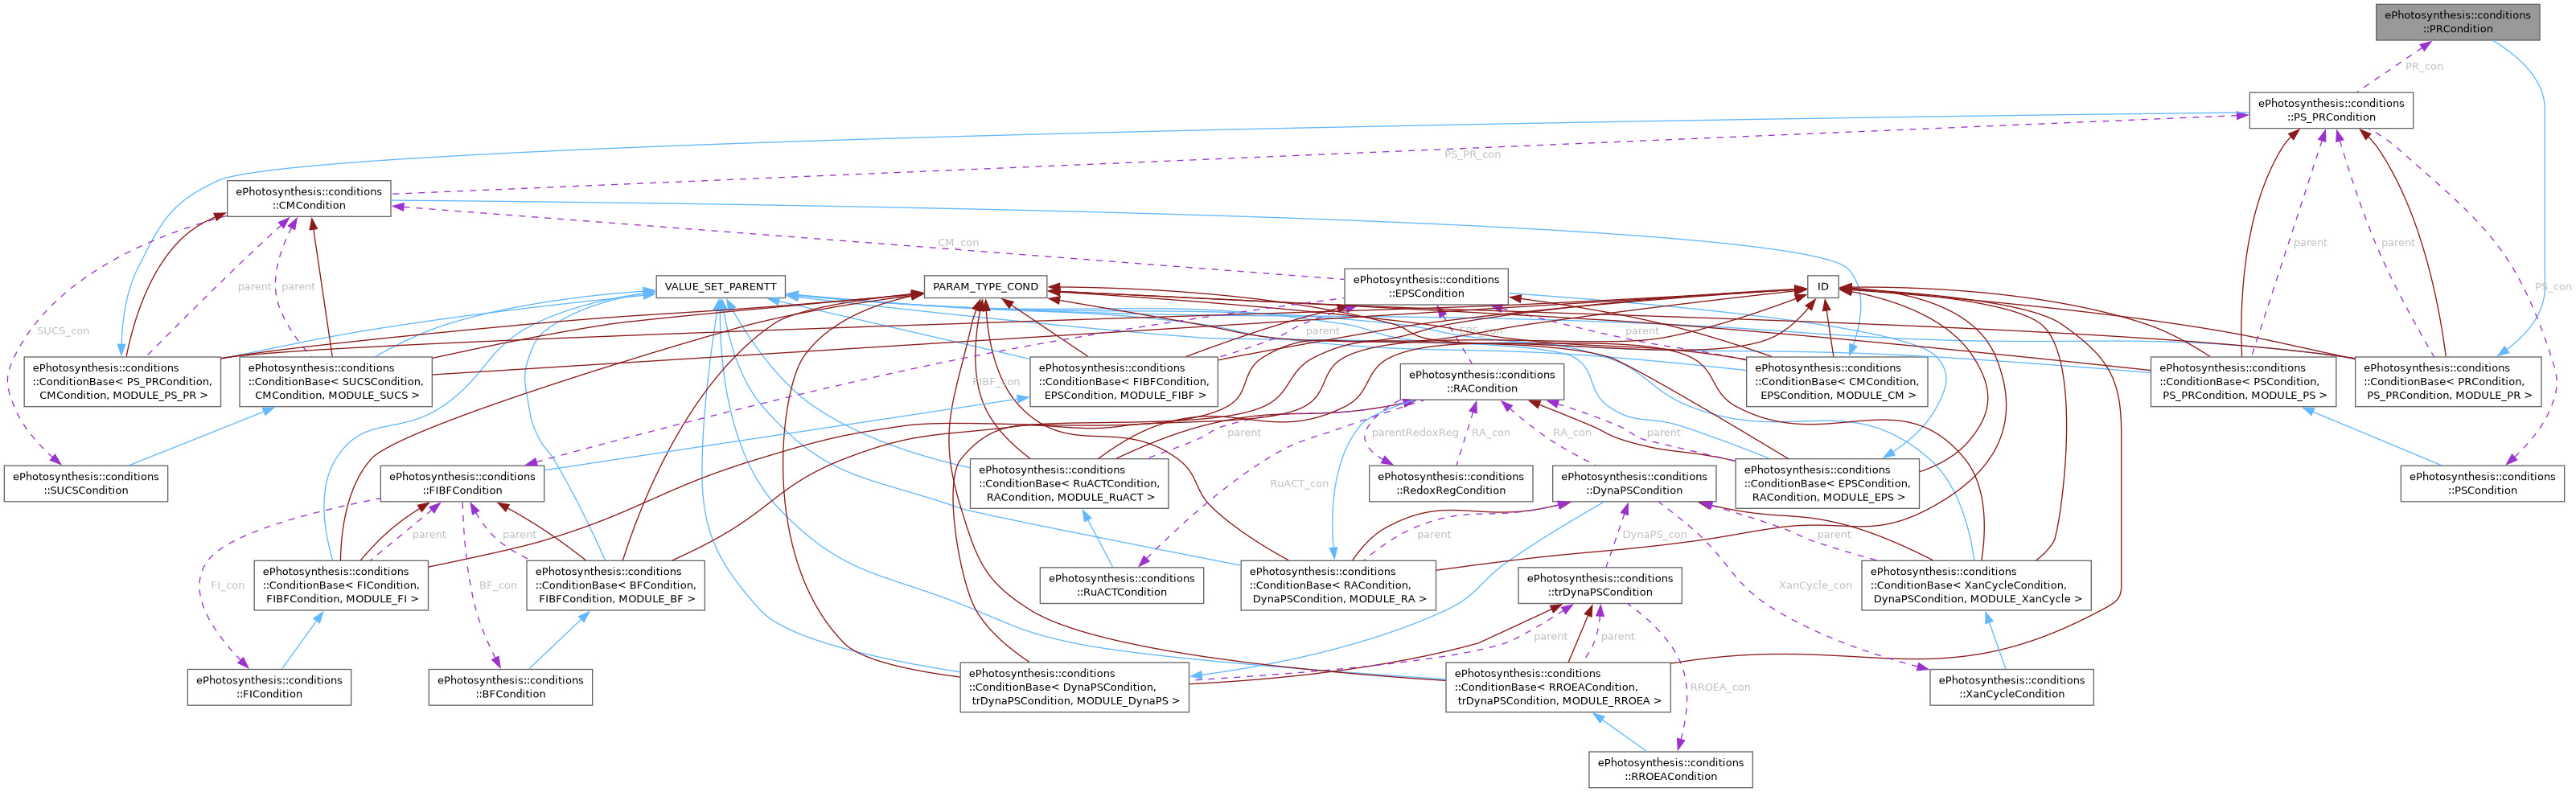 ePhotosynthesis::conditions
::PRCondition
PR_con
ePhotosynthesis::conditions
::PS_PRCondition
PS_PR_con
ePhotosynthesis::conditions
::CMCondition
CM_con
parent
parent
parent
parent
VALUE_SET_PARENTT
PARAM_TYPE_COND
ePhotosynthesis::conditions
::EPSCondition
ID
PS_con
SUCS_con
parent
EPS_con
parent
ePhotosynthesis::conditions
::ConditionBase< PS_PRCondition,
CMCondition, MODULE_PS_PR >
ePhotosynthesis::conditions
::ConditionBase< SUCSCondition,
CMCondition, MODULE_SUCS >
FIBF_con
ePhotosynthesis::conditions
::ConditionBase< FIBFCondition,
EPSCondition, MODULE_FIBF >
ePhotosynthesis::conditions
::RACondition
ePhotosynthesis::conditions
::ConditionBase< CMCondition,
EPSCondition, MODULE_CM >
ePhotosynthesis::conditions
::ConditionBase< PSCondition,
PS_PRCondition, MODULE_PS >
ePhotosynthesis::conditions
::ConditionBase< PRCondition,
PS_PRCondition, MODULE_PR >
parent
parentRedoxReg
RA_con
RA_con
parent
ePhotosynthesis::conditions
::SUCSCondition
ePhotosynthesis::conditions
::FIBFCondition
ePhotosynthesis::conditions
::ConditionBase< RuACTCondition,
RACondition, MODULE_RuACT >
RuACT_con
ePhotosynthesis::conditions
::RedoxRegCondition
ePhotosynthesis::conditions
::DynaPSCondition
ePhotosynthesis::conditions
::ConditionBase< EPSCondition,
RACondition, MODULE_EPS >
ePhotosynthesis::conditions
::PSCondition
parent
parent
parent
DynaPS_con
parent
FI_con
ePhotosynthesis::conditions
::ConditionBase< FICondition,
FIBFCondition, MODULE_FI >
BF_con
ePhotosynthesis::conditions
::ConditionBase< BFCondition,
FIBFCondition, MODULE_BF >
ePhotosynthesis::conditions
::RuACTCondition
ePhotosynthesis::conditions
::ConditionBase< RACondition,
DynaPSCondition, MODULE_RA >
ePhotosynthesis::conditions
::trDynaPSCondition
XanCycle_con
ePhotosynthesis::conditions
::ConditionBase< XanCycleCondition,
DynaPSCondition, MODULE_XanCycle >
parent
parent
ePhotosynthesis::conditions
::FICondition
ePhotosynthesis::conditions
::BFCondition
ePhotosynthesis::conditions
::ConditionBase< DynaPSCondition,
trDynaPSCondition, MODULE_DynaPS >
ePhotosynthesis::conditions
::ConditionBase< RROEACondition,
trDynaPSCondition, MODULE_RROEA >
RROEA_con
ePhotosynthesis::conditions
::XanCycleCondition
ePhotosynthesis::conditions
::RROEACondition